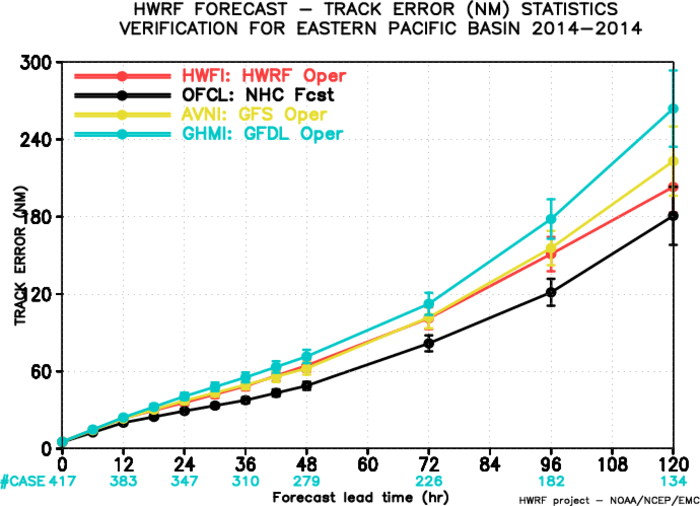 HWRF FORECAST – TRACK ERROR (NM) STATISTICS
VERIFICATION FOR EASTERN PACIFIC BASIN 2014–2014
HWFI: HWRF Oper
OFCL: NHC Fcst
AVNI: GFS Oper
GHMI: GFDL Oper
300
240
180
120
60
0
TRACK ERROR (NM)
0 12 24 36 48 60 72 84 96 108 120
#CASE 417 383 347 310 279 226 182 134
Forecast lead time (hr)
HWRF project – NOAA/NCEP/EMC